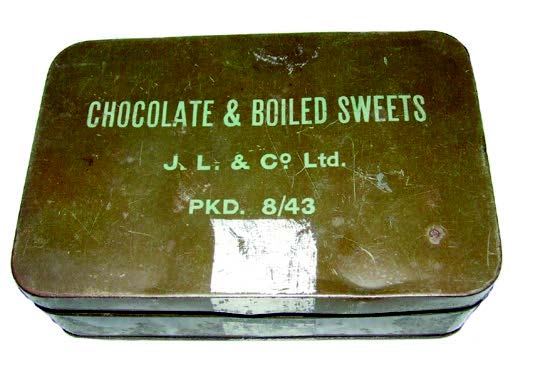 CHOCOLATE & BOILED SWEETS
J. L. & Cº Ltd.
PKD. 8/43